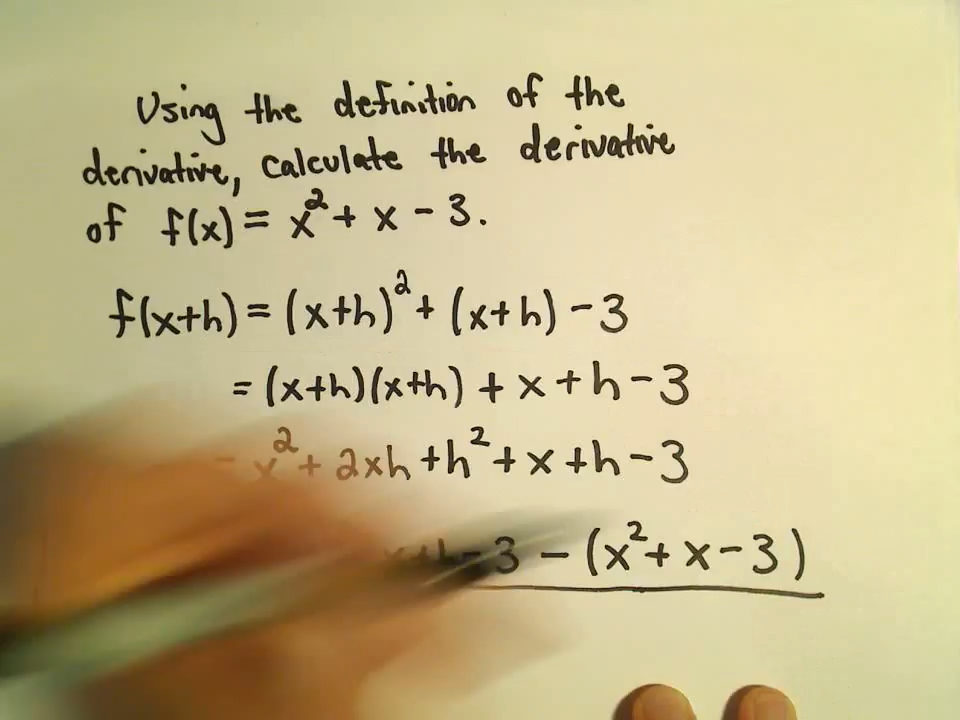 Using the definition of the
derivative, calculate the derivative
of f(x) = x² + x - 3.
f(x+h) = (x+h)² + (x+h) - 3
= (x+h)(x+h) + x + h - 3
= x² + 2xh + h² + x + h - 3
x+h - 3 - (x² + x - 3)